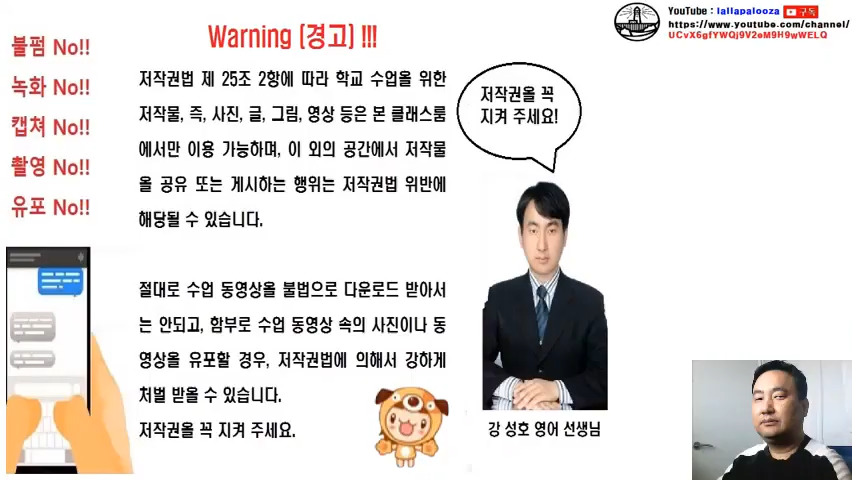 YouTube : lallapalooza 구독
https://www.youtube.com/channel/
UCvX6gfYWQj9V2eM9H9wWELQ
Warning (경고) !!!
불펌 No!!
녹화 No!!
캡쳐 No!!
촬영 No!!
유포 No!!
저작권법 제 25조 2항에 따라 학교 수업을 위한
저작물, 즉, 사진, 글, 그림, 영상 등은 본 클래스룸
에서만 이용 가능하며, 이 외의 공간에서 저작물
을 공유 또는 게시하는 행위는 저작권법 위반에
해당될 수 있습니다.
절대로 수업 동영상을 불법으로 다운로드 받아서
는 안되고, 함부로 수업 동영상 속의 사진이나 동
영상을 유포할 경우, 저작권법에 의해서 강하게
처벌 받을 수 있습니다.
저작권을 꼭 지켜 주세요.
저작권을 꼭
지켜 주세요!
강 성호 영어 선생님